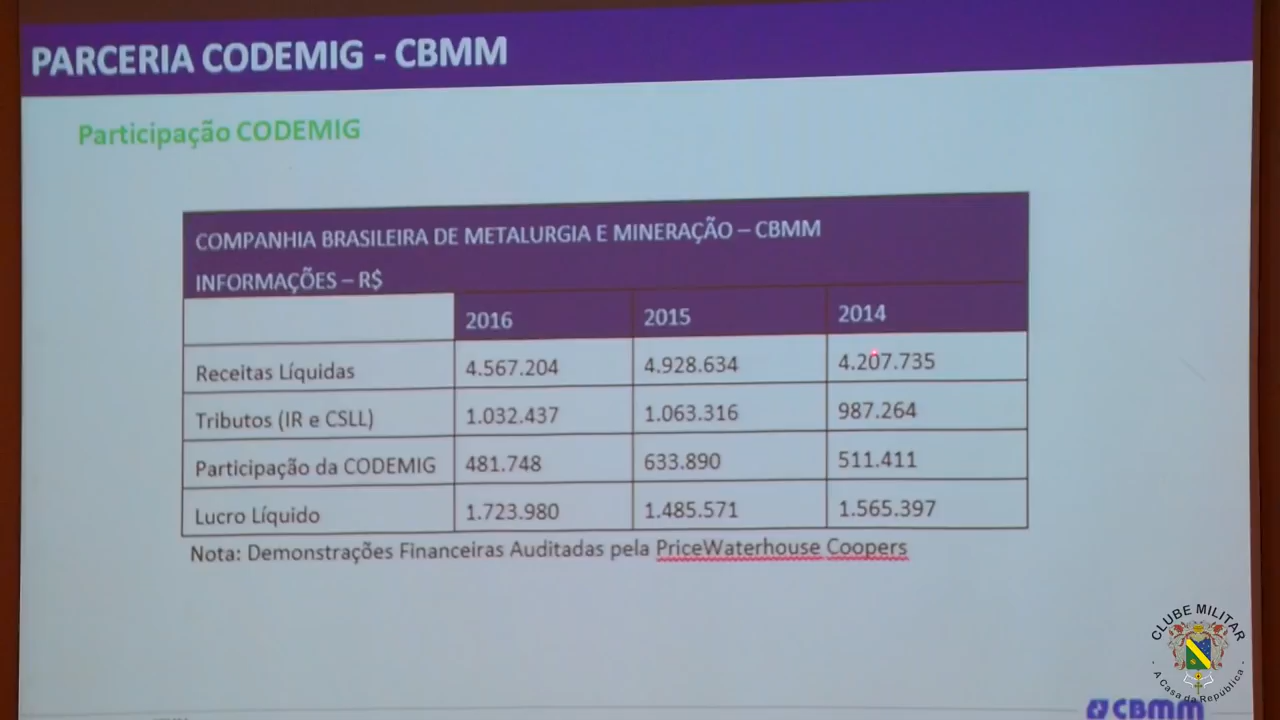 PARCERIA CODEMIG - CBMM
Participação CODEMIG
COMPANHIA BRASILEIRA DE METALURGIA E MINERAÇÃO – CBMM
INFORMAÇÕES – R$
2016 2015 2014
Receitas Líquidas 4.567.204 4.928.634 4.207.735
Tributos (IR e CSLL) 1.032.437 1.063.316 987.264
Participação da CODEMIG 481.748 633.890 511.411
Lucro Líquido 1.723.980 1.485.571 1.565.397
Nota: Demonstrações Financeiras Auditadas pela PriceWaterhouse Coopers
CLUBE MILITAR
A Casa da República
CBMM